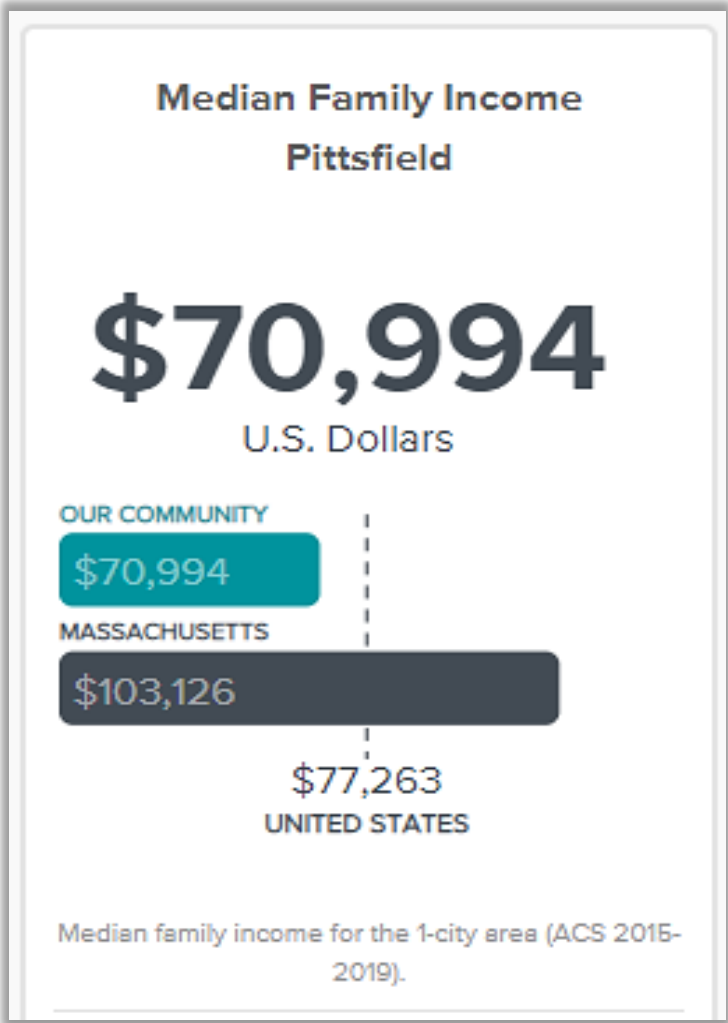 Median Family Income
Pittsfield
$70,994
U.S. Dollars
OUR COMMUNITY
$70,994
MASSACHUSETTS
$103,126
$77,263
UNITED STATES
Median family income for the 1-city area (ACS 2015-
2019).